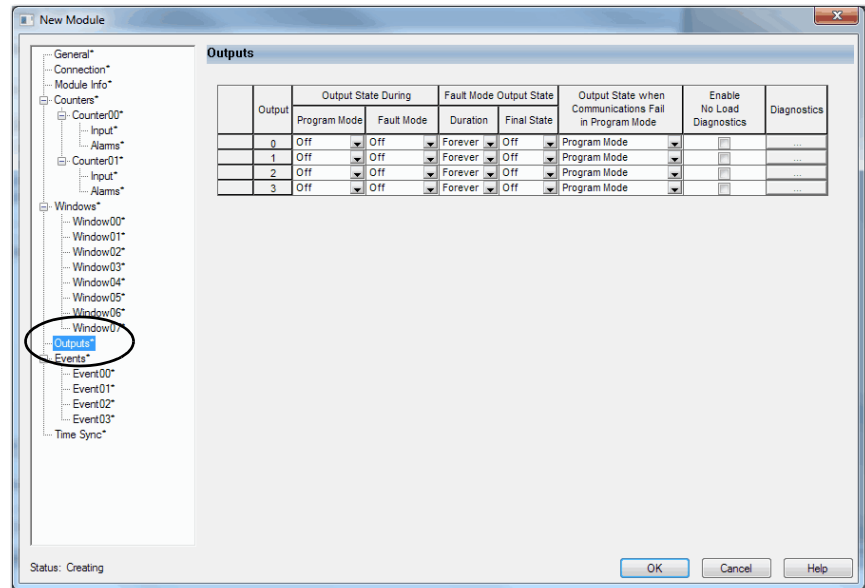 New Module
General*
Connection*
Module Info*
Counters*
Counter00*
Input*
Alarms*
Counter01*
Input*
Alarms*
Windows*
Window00*
Window01*
Window02*
Window03*
Window04*
Window05*
Window06*
Window07*
Outputs*
Events*
Event00*
Event01*
Event02*
Event03*
Time Sync*
Outputs
Output
Output State During
Program Mode
Fault Mode
Fault Mode Output State
Duration
Final State
Output State when
Communications Fail
in Program Mode
Enable
No Load
Diagnostics
Diagnostics
0 Off Off Forever Off Program Mode ...
1 Off Off Forever Off Program Mode ...
2 Off Off Forever Off Program Mode ...
3 Off Off Forever Off Program Mode ...
Status: Creating
OK
Cancel
Help